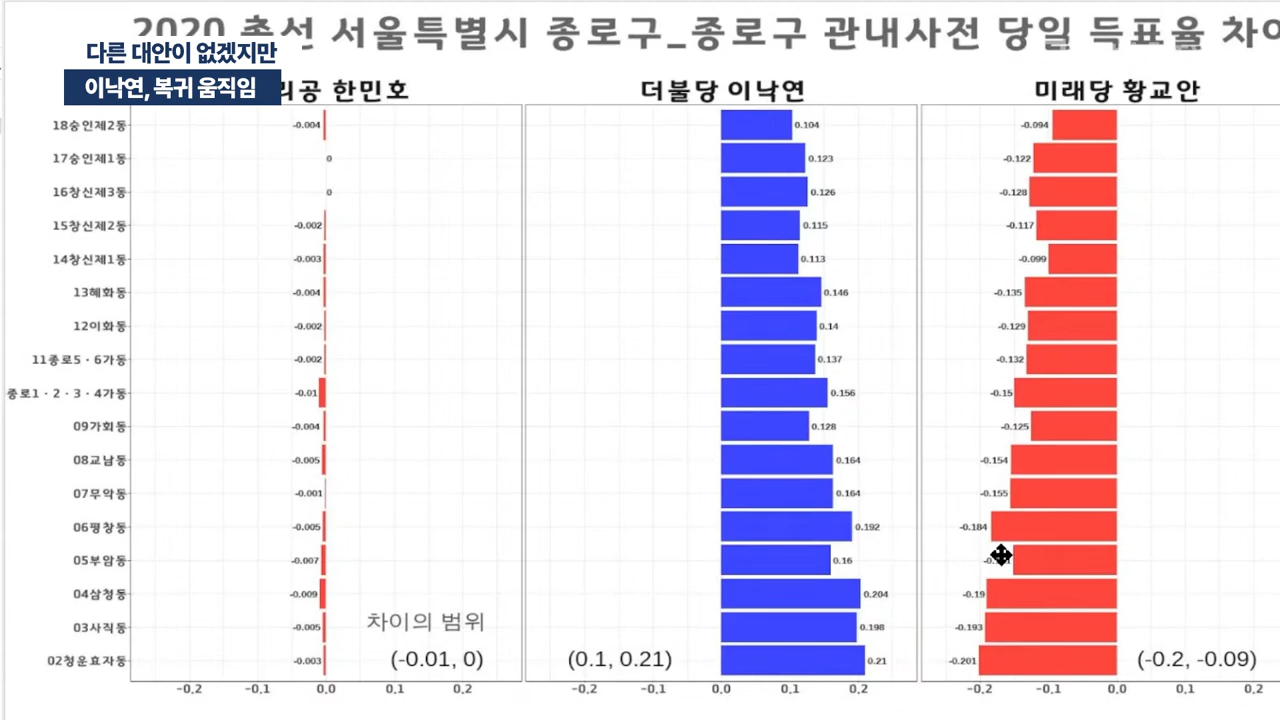 2020 총선 서울특별시 종로구_종로구 관내사전 당일 득표율 차이
다른 대안이 없겠지만
이낙연, 복귀 움직임
리공 한민호
더불당 이낙연
미래당 황교안
18숭인제2동 -0.004 0.104 -0.094
17숭인제1동 0 0.123 -0.122
16창신제3동 0 0.126 -0.128
15창신제2동 -0.002 0.115 -0.117
14창신제1동 -0.003 0.113 -0.099
13혜화동 -0.004 0.146 -0.135
12이화동 -0.002 0.14 -0.129
11종로5·6가동 -0.002 0.137 -0.132
종로1·2·3·4가동 -0.01 0.156 -0.15
09가회동 -0.004 0.128 -0.125
08교남동 -0.005 0.164 -0.154
07무악동 -0.001 0.164 -0.155
06평창동 -0.005 0.192 -0.184
05부암동 -0.007 0.16
04삼청동 -0.009 0.204 -0.19
03사직동 -0.005 0.198 -0.193
02청운효자동 -0.003 0.21 -0.201
차이의 범위
(-0.01, 0) (0.1, 0.21) (-0.2, -0.09)
-0.2 -0.1 0.0 0.1 0.2 -0.2 -0.1 0.0 0.1 0.2 -0.2 -0.1 0.0 0.1 0.2